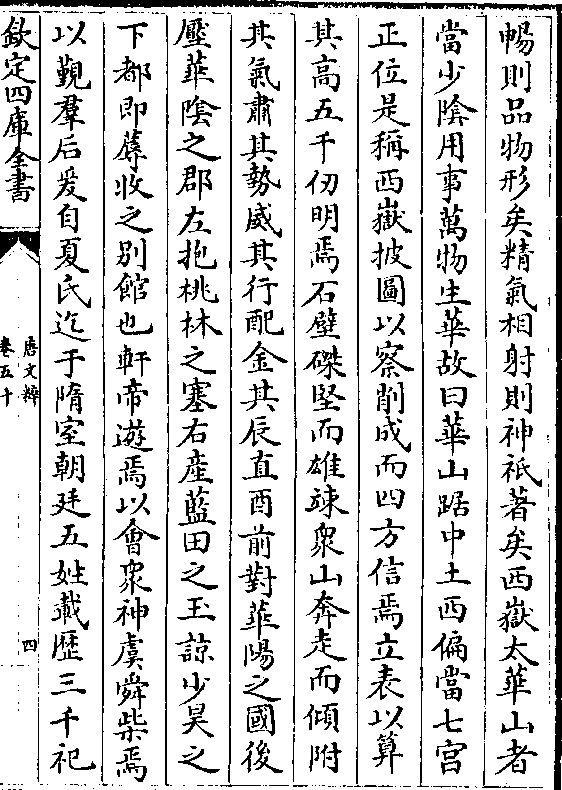 暢則品物形矣精氣相射則神祇著矣西嶽太華山者
當少陰用事萬物生華故曰華山踞中土西偏當七宫
正位是稱西嶽披圖以察削成而四方信焉立表以算
其高五千仞明焉石壁磔堅而雄竦衆山奔走而傾附
其氣肅其勢威其行配金其辰直酉前對華陽之國後
壓華陰之郡左抱桃林之塞右産藍田之玉諒少昊之
下都即蓐收之别館也軒帝遊焉以會衆神虞舜柴焉
以覲羣后爰自夏氏迄于隋室朝廷五姓載歴三千祀
欽定四庫全書
唐文粹
卷五十
四